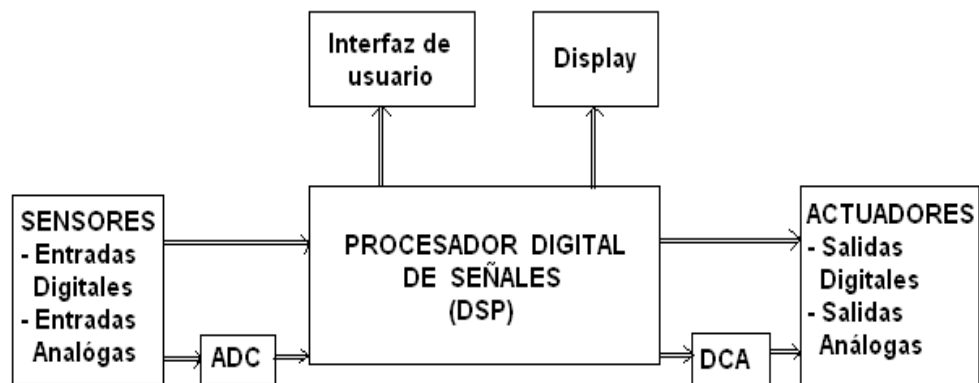 Interfaz de
usuario
Display
SENSORES
- Entradas
Digitales
- Entradas
Analógas
ADC
PROCESADOR DIGITAL
DE SEÑALES
(DSP)
DCA
ACTUADORES
- Salidas
Digitales
- Salidas
Análogas